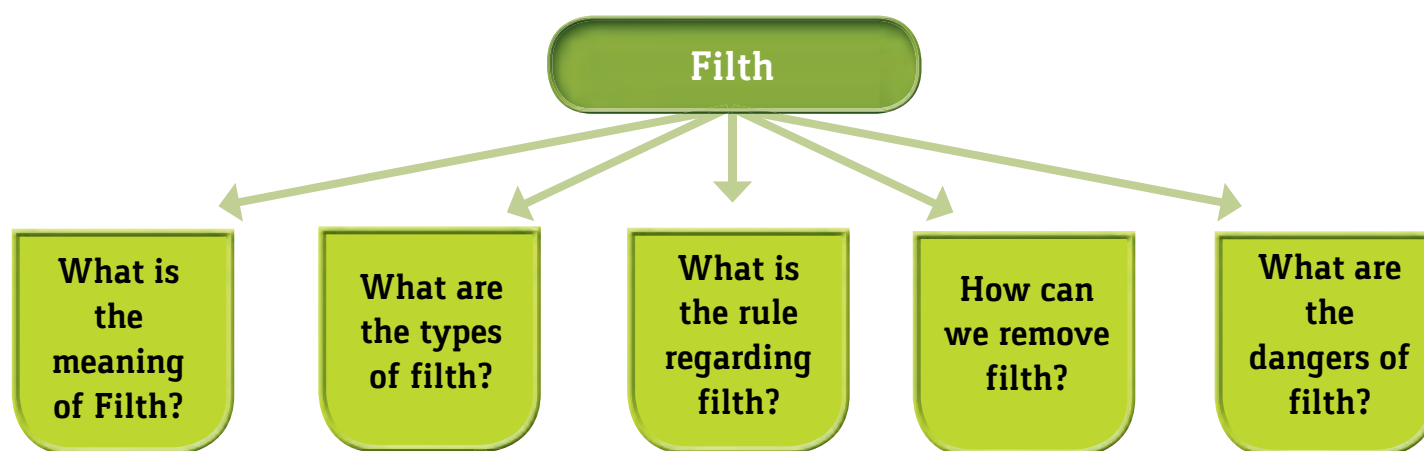 Filth
What is
the
meaning
of Filth?
What are
the types
of filth?
What is
the rule
regarding
filth?
How can
we remove
filth?
What are
the
dangers of
filth?